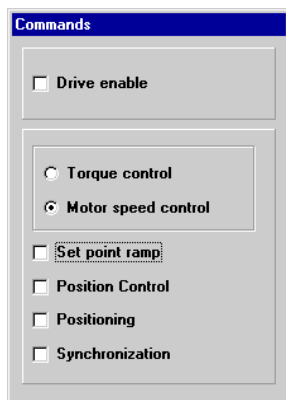 Commands
Drive enable
Torque control
Motor speed control
Set point ramp
Position Control
Positioning
Synchronization